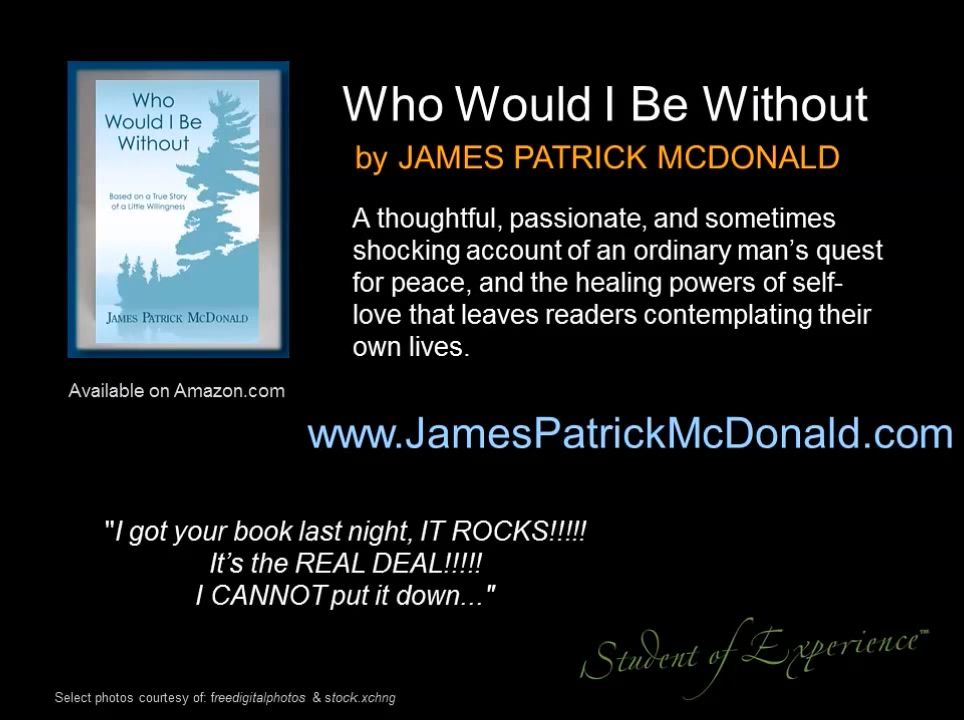 Who
Would I Be
Without
Based on a True Story
of a Little Willingness
JAMES PATRICK MCDONALD
Available on Amazon.com
Who Would I Be Without
by JAMES PATRICK MCDONALD
A thoughtful, passionate, and sometimes
shocking account of an ordinary man’s quest
for peace, and the healing powers of self-
love that leaves readers contemplating their
own lives.
www.JamesPatrickMcDonald.com
"I got your book last night, IT ROCKS!!!!!
It’s the REAL DEAL!!!!!
I CANNOT put it down..."
Student of Experience™
Select photos courtesy of: freedigitalphotos & stock.xchng